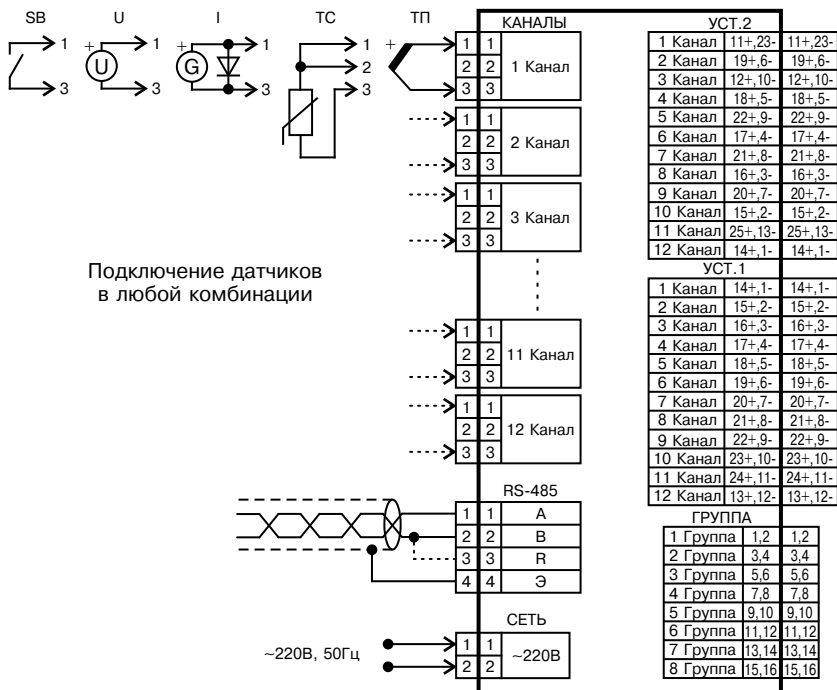 SB U I ТС ТП КАНАЛЫ УСТ.2
1 1 1 1 + 1 1 1 Канал 11+,23- 11+,23-
+ U + G 2 2 2 1 Канал 2 Канал 19+,6- 19+,6-
3 3 3 3 3 3 3 Канал 12+,10- 12+,10-
4 Канал 18+,5- 18+,5-
1 1 5 Канал 22+,9- 22+,9-
2 2 2 Канал 6 Канал 17+,4- 17+,4-
3 3 7 Канал 21+,8- 21+,8-
8 Канал 16+,3- 16+,3-
1 1 9 Канал 20+,7- 20+,7-
2 2 3 Канал 10 Канал 15+,2- 15+,2-
3 3 11 Канал 25+,13- 25+,13-
12 Канал 14+,1- 14+,1-
Подключение датчиков
в любой комбинации
УСТ.1
1 Канал 14+,1- 14+,1-
2 Канал 15+,2- 15+,2-
3 Канал 16+,3- 16+,3-
4 Канал 17+,4- 17+,4-
5 Канал 18+,5- 18+,5-
6 Канал 19+,6- 19+,6-
7 Канал 20+,7- 20+,7-
8 Канал 21+,8- 21+,8-
9 Канал 22+,9- 22+,9-
10 Канал 23+,10- 23+,10-
11 Канал 24+,11- 24+,11-
12 Канал 13+,12- 13+,12-
1 1
2 2 11 Канал
3 3
1 1
2 2 12 Канал
3 3
RS-485
1 1 A
2 2 B
3 3 R
4 4 Э
ГРУППА
1 Группа 1,2 1,2
2 Группа 3,4 3,4
3 Группа 5,6 5,6
4 Группа 7,8 7,8
5 Группа 9,10 9,10
6 Группа 11,12 11,12
7 Группа 13,14 13,14
8 Группа 15,16 15,16
СЕТЬ
~220В, 50Гц
1 1 ~220В
2 2